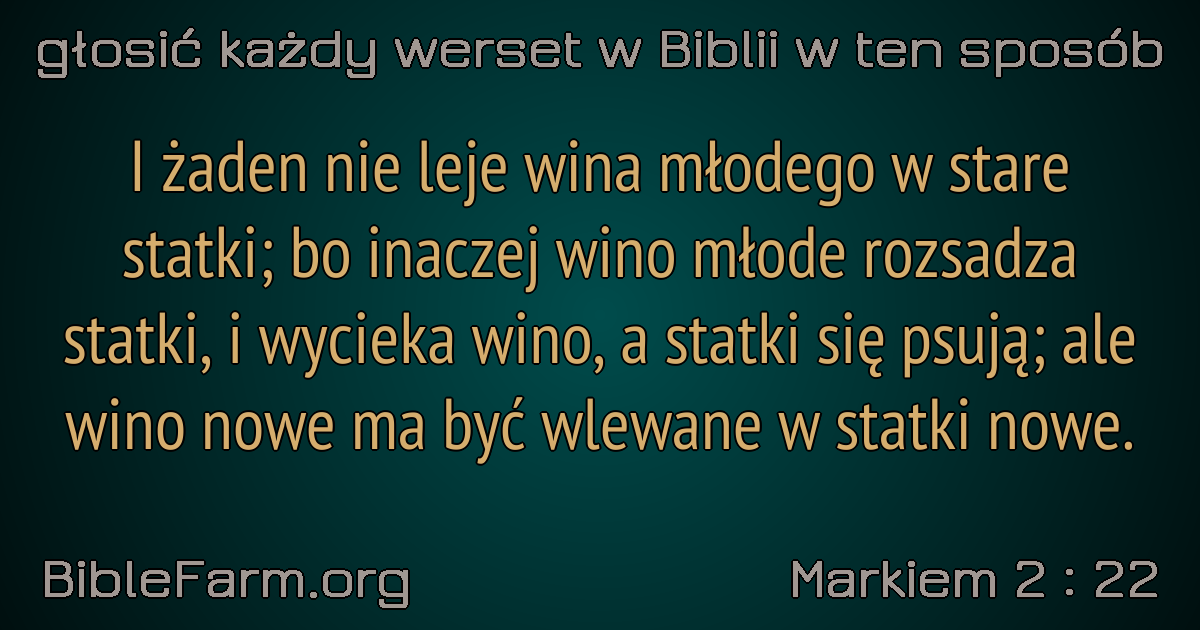 głosić każdy werset w Biblii w ten sposób
I żaden nie leje wina młodego w stare
statki; bo inaczej wino młode rozsadza
statki, i wycieka wino, a statki się psują; ale
wino nowe ma być wlewane w statki nowe.
BibleFarm.org
Markiem 2 : 22